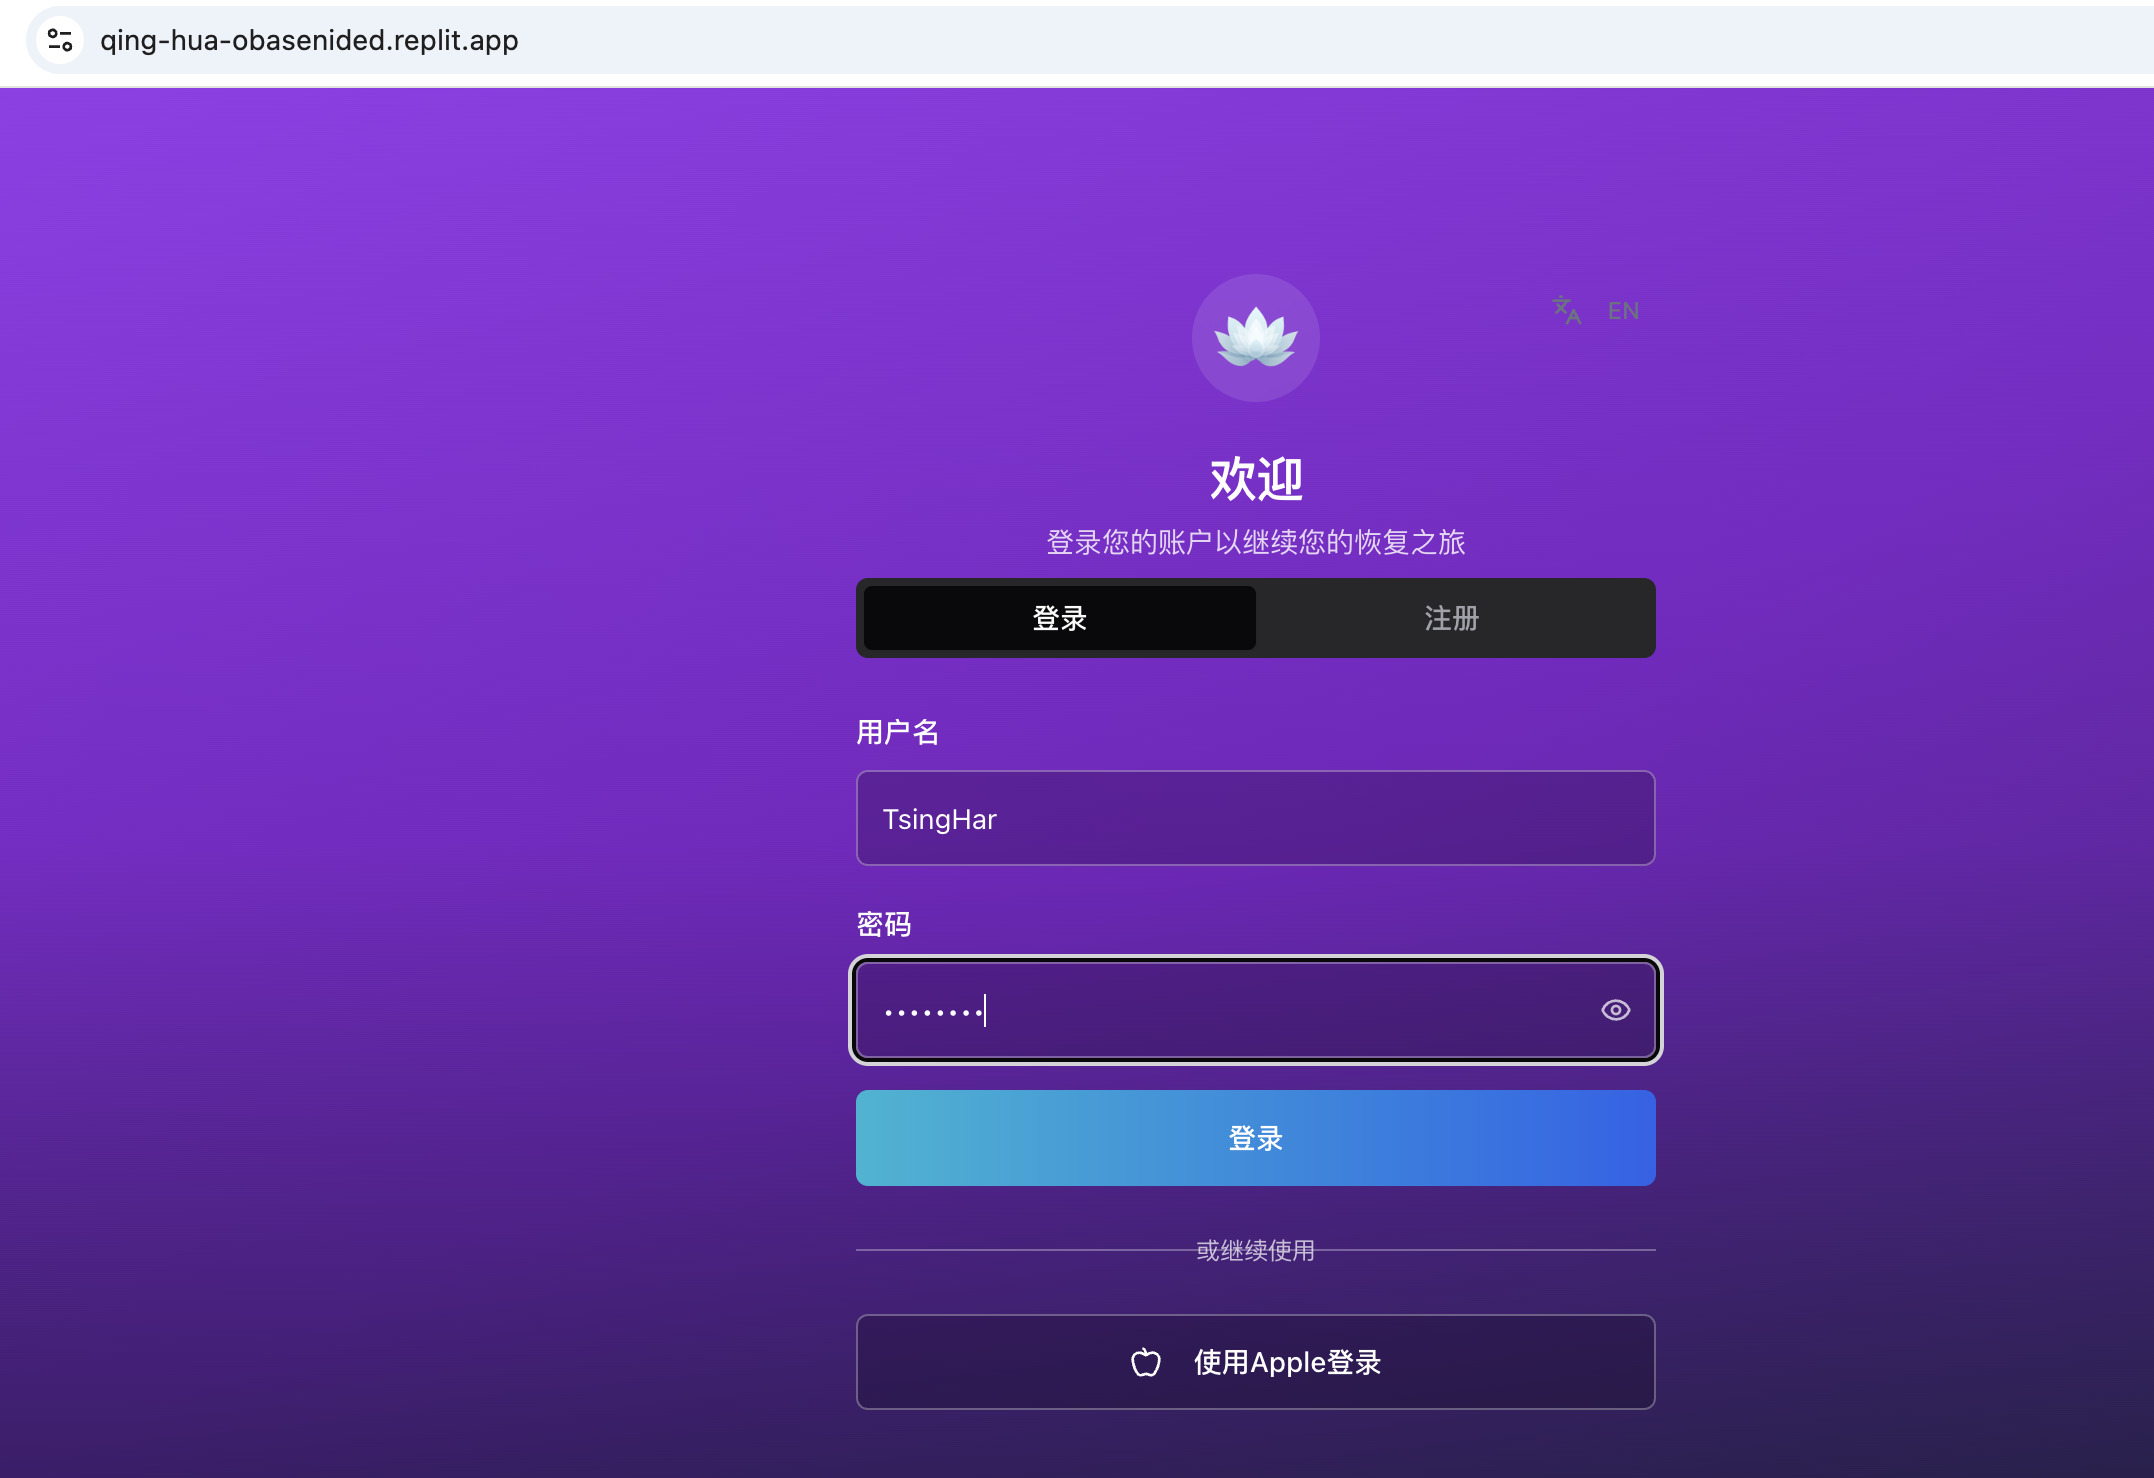 qing-hua-obasenided.replit.app
EN
欢迎
登录您的账户以继续您的恢复之旅
登录
注册
用户名
TsingHar
密码
••••••••
登录
或继续使用
使用Apple登录